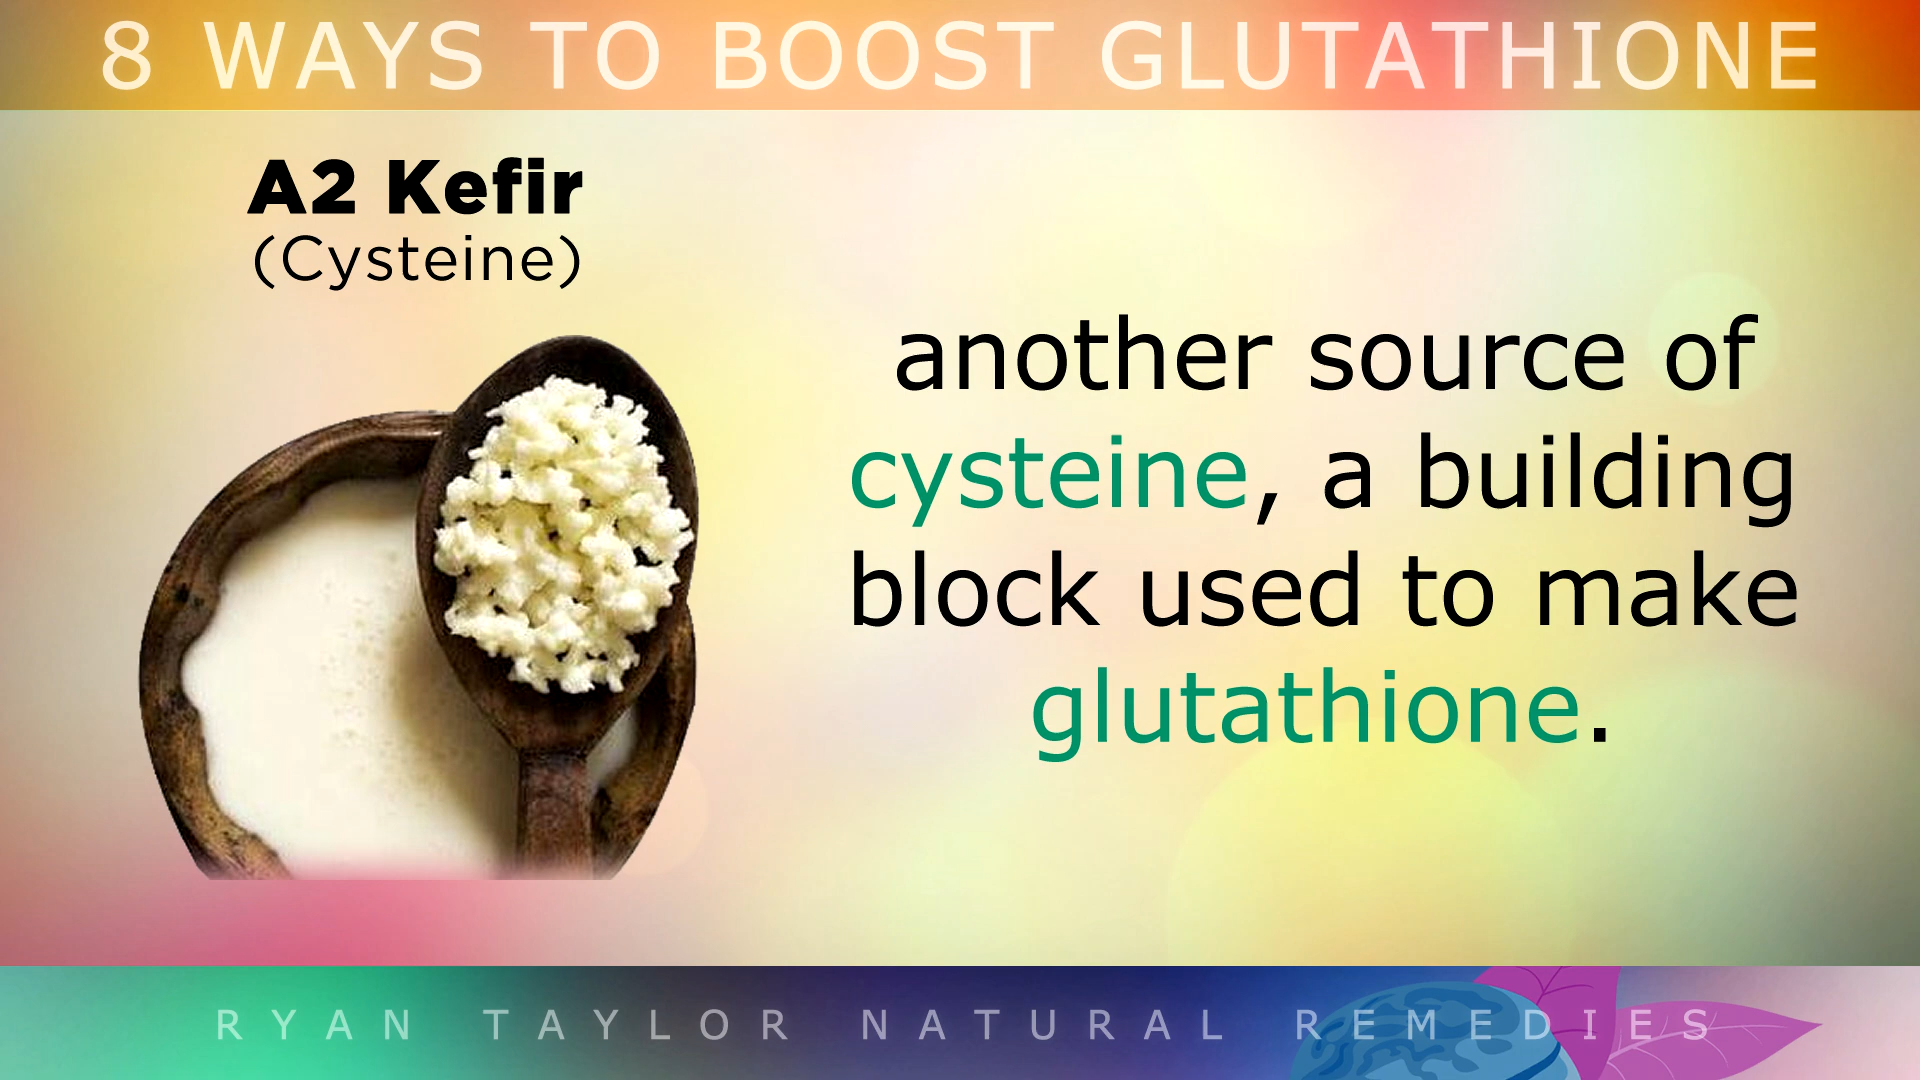 8 WAYS TO BOOST GLUTATHIONE
A2 Kefir
(Cysteine)
another source of
cysteine, a building
block used to make
glutathione.
RYAN TAYLOR NATURAL REMEDIES